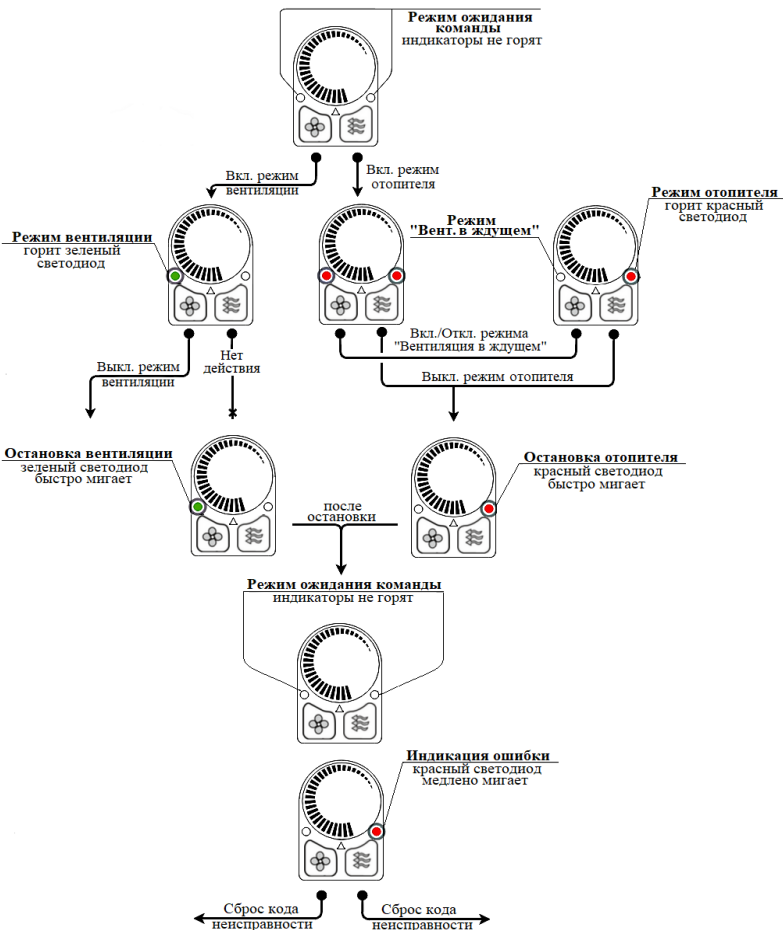 Режим ожидания
команды
индикаторы не горят
Вкл. режим
вентиляции
Вкл. режим
отопителя
Режим вентиляции
горит зеленый
светодиод
Режим
"Вент. в ждущем"
Режим отопителя
горит красный
светодиод
Выкл. режим
вентиляции
Нет
действия
Вкл./Откл. режима
"Вентиляция в ждущем"
Выкл. режим отопителя
Остановка вентиляции
зеленый светодиод
быстро мигает
Остановка отопителя
красный светодиод
быстро мигает
после
остановки
Режим ожидания команды
индикаторы не горят
Индикация ошибки
красный светодиод
медлено мигает
Сброс кода
неисправности
Сброс кода
неисправности